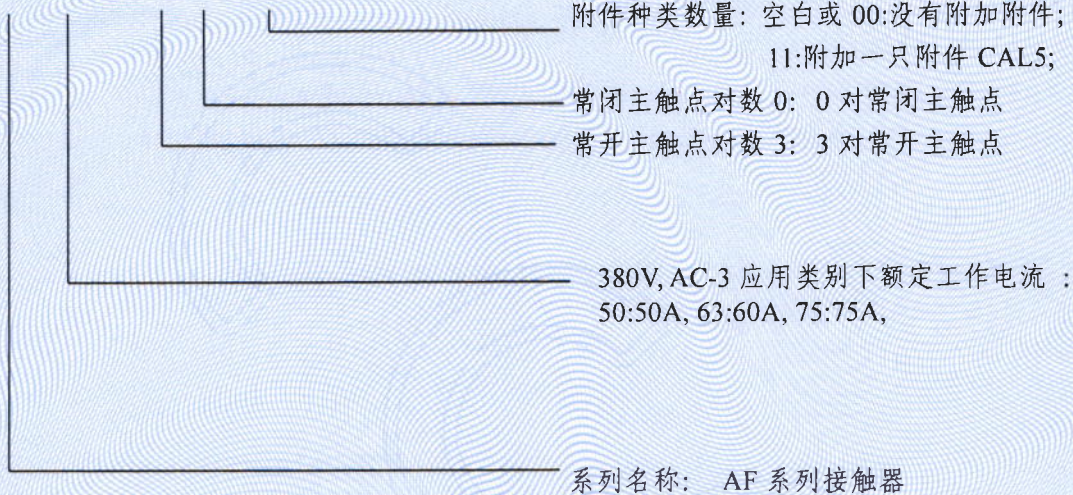 附件种类数量: 空白或 00:没有附加附件;
11:附加一只附件 CAL5;
常闭主触点对数 0: 0 对常闭主触点
常开主触点对数 3: 3 对常开主触点
380V, AC-3 应用类别下额定工作电流 :
50:50A, 63:60A, 75:75A,
系列名称: AF 系列接触器